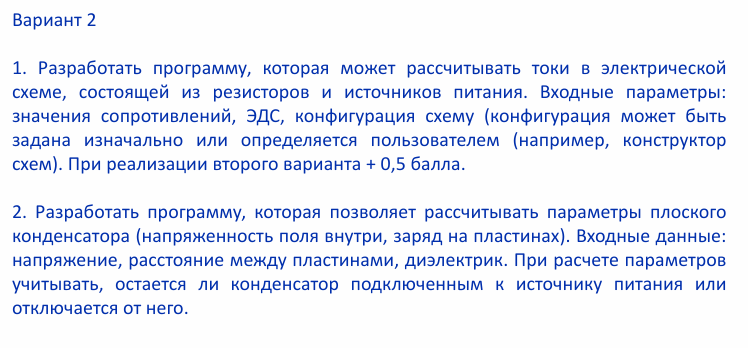 Вариант 2
1. Разработать программу, которая может рассчитывать токи в электрической
схеме, состоящей из резисторов и источников питания. Входные параметры:
значения сопротивлений, ЭДС, конфигурация схему (конфигурация может быть
задана изначально или определяется пользователем (например, конструктор
схем). При реализации второго варианта + 0,5 балла.
2. Разработать программу, которая позволяет рассчитывать параметры плоского
конденсатора (напряженность поля внутри, заряд на пластинах). Входные данные:
напряжение, расстояние между пластинами, диэлектрик. При расчете параметров
учитывать, остается ли конденсатор подключенным к источнику питания или
отключается от него.